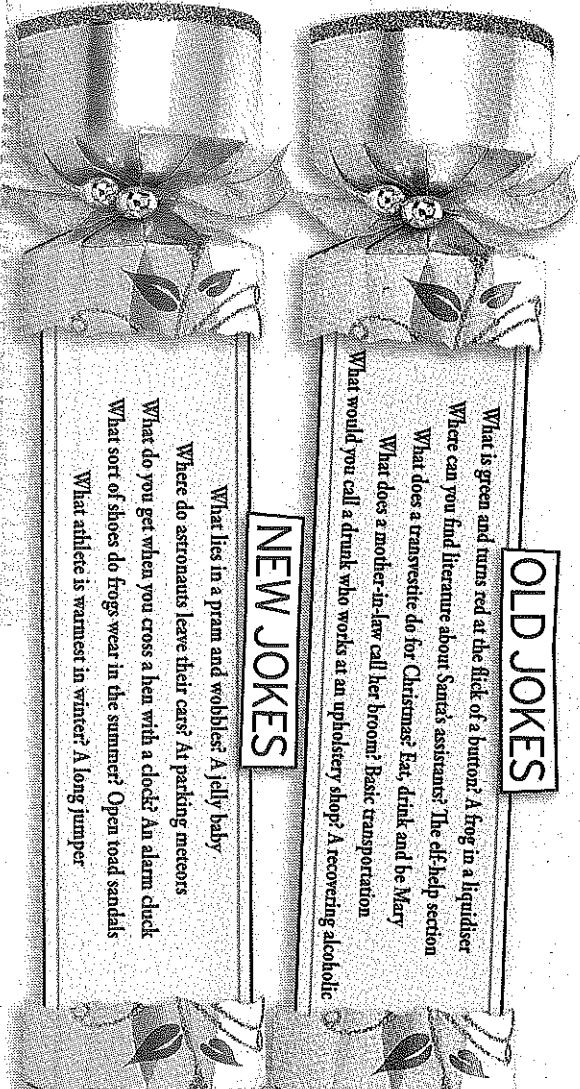 OLD JOKES
What is green and turns red at the flick of a button? A frog in a liquidiser
Where can you find literature about Santa's assistants? The elf-help section
What does a transvestite do for Christmas? Eat, drink and be Mary
What does a mother-in-law call her broom? Basic transportation
What would you call a drunk who works at an upholstery shop? A recovering alcoholic
NEW JOKES
What lies in a pram and wobbles? A jelly baby
Where do astronauts leave their cars? At parking meteors
What do you get when you cross a hen with a clock? An alarm cluck
What sort of shoes do frogs wear in the summer? Open toad sandals
What athlete is warmest in winter? A long jumper